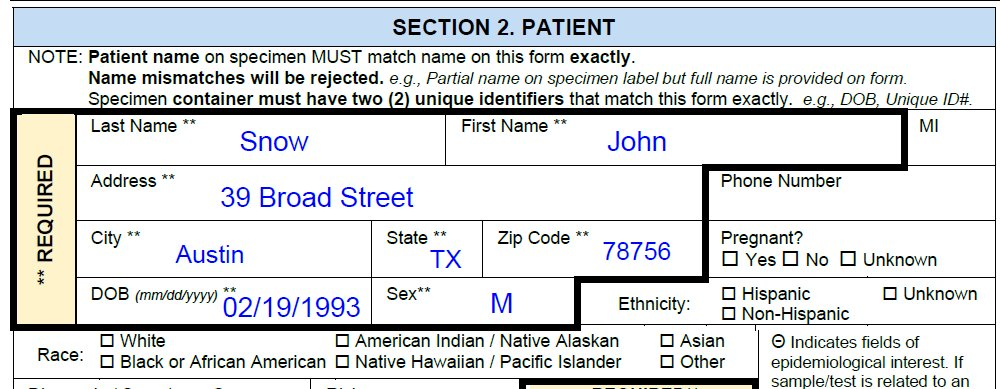 SECTION 2. PATIENT
NOTE: Patient name on specimen MUST match name on this form exactly.
Name mismatches will be rejected. e.g., Partial name on specimen label but full name is provided on form.
Specimen container must have two (2) unique identifiers that match this form exactly. e.g., DOB, Unique ID#.
** REQUIRED
Last Name ** Snow First Name ** John MI
Address ** 39 Broad Street Phone Number
City ** Austin State ** TX Zip Code ** 78756 Pregnant?
☐ Yes ☐ No ☐ Unknown
DOB (mm/dd/yyyy) ** 02/19/1993 Sex** M Ethnicity: ☐ Hispanic ☐ Unknown
☐ Non-Hispanic
Race: ☐ White ☐ American Indian / Native Alaskan ☐ Asian
☐ Black or African American ☐ Native Hawaiian / Pacific Islander ☐ Other
Θ Indicates fields of
epidemiological interest. If
sample/test is related to an